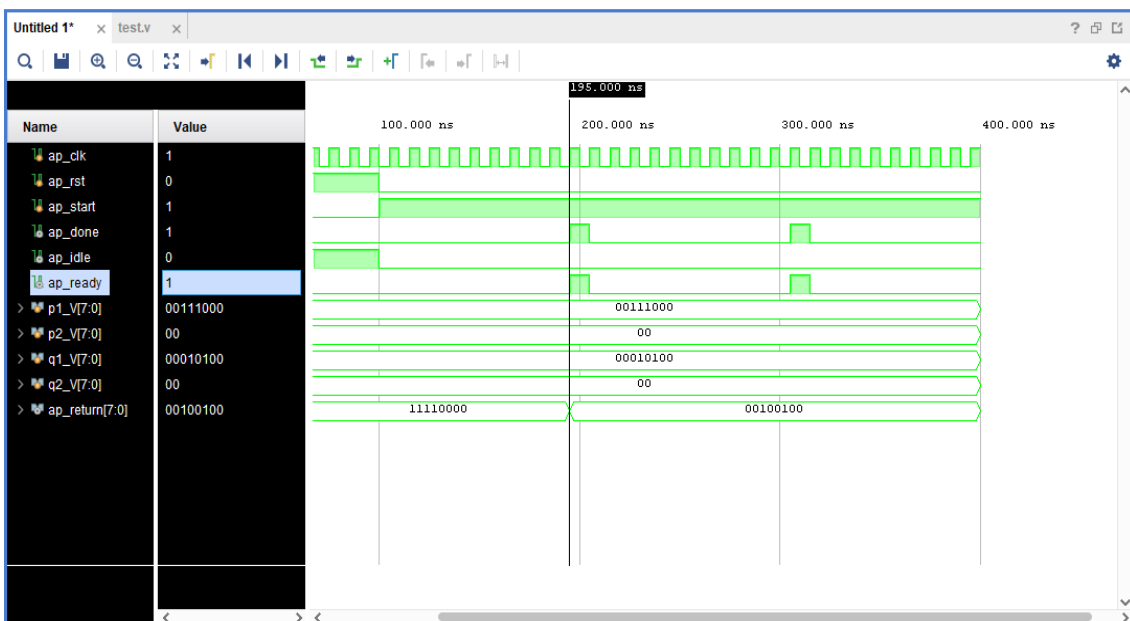 Untitled 1* × test.v ×
?
195.000 ns
Name Value
100.000 ns 200.000 ns 300.000 ns 400.000 ns
ap_clk 1
ap_rst 0
ap_start 1
ap_done 1
ap_idle 0
ap_ready 1
> p1_V[7:0] 00111000 00111000
> p2_V[7:0] 00 00
> q1_V[7:0] 00010100 00010100
> q2_V[7:0] 00 00
> ap_return[7:0] 00100100 11110000 00100100